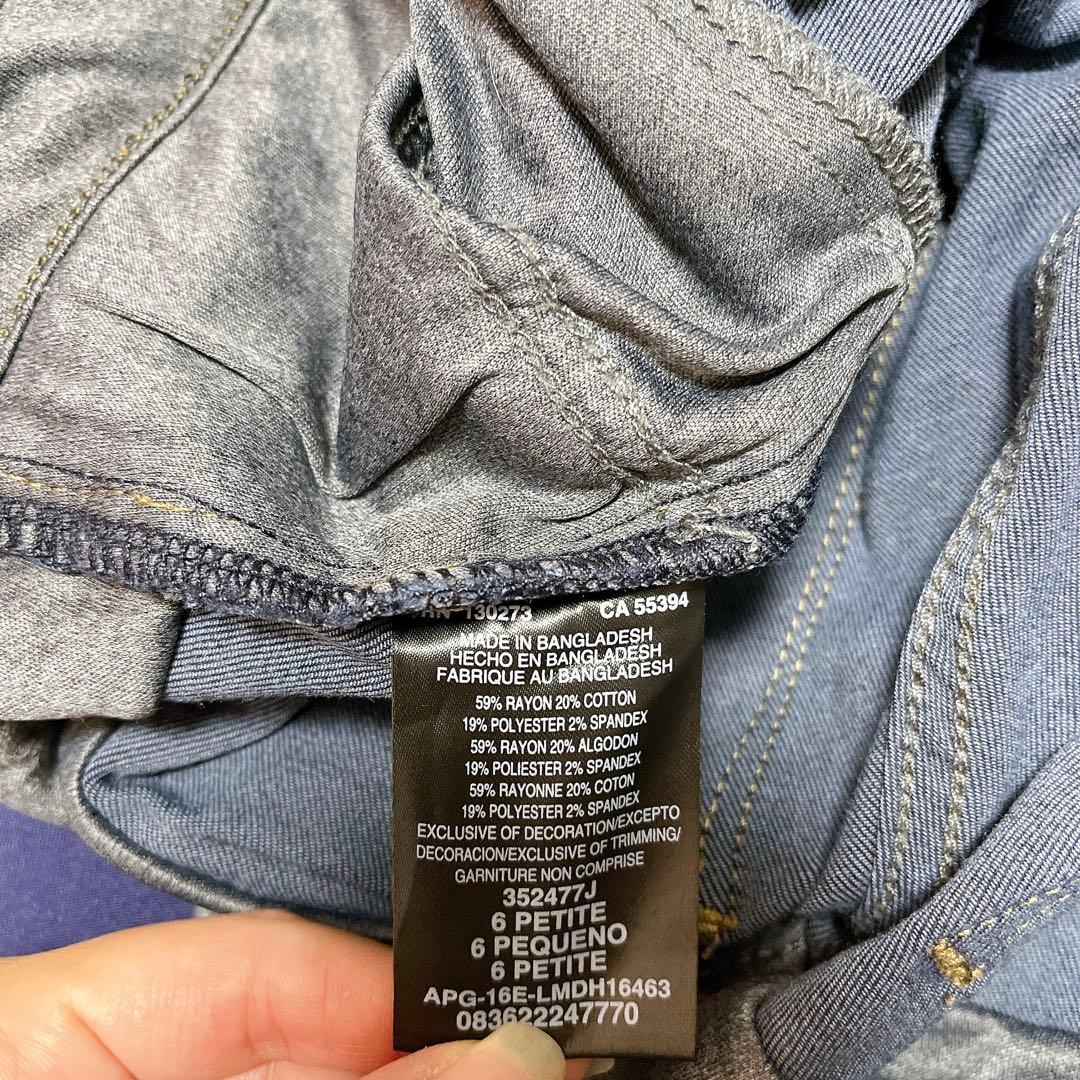 RN 130273 CA 55394
MADE IN BANGLADESH
HECHO EN BANGLADESH
FABRIQUE AU BANGLADESH
59% RAYON 20% COTTON
19% POLYESTER 2% SPANDEX
59% RAYON 20% ALGODON
19% POLIESTER 2% SPANDEX
59% RAYONNE 20% COTON
19% POLYESTER 2% SPANDEX
EXCLUSIVE OF DECORATION/EXCEPTO
DECORACION/EXCLUSIVE OF TRIMMING/
GARNITURE NON COMPRISE
352477J
6 PETITE
6 PEQUENO
6 PETITE
APG-16E-LMDH16463
083622247770